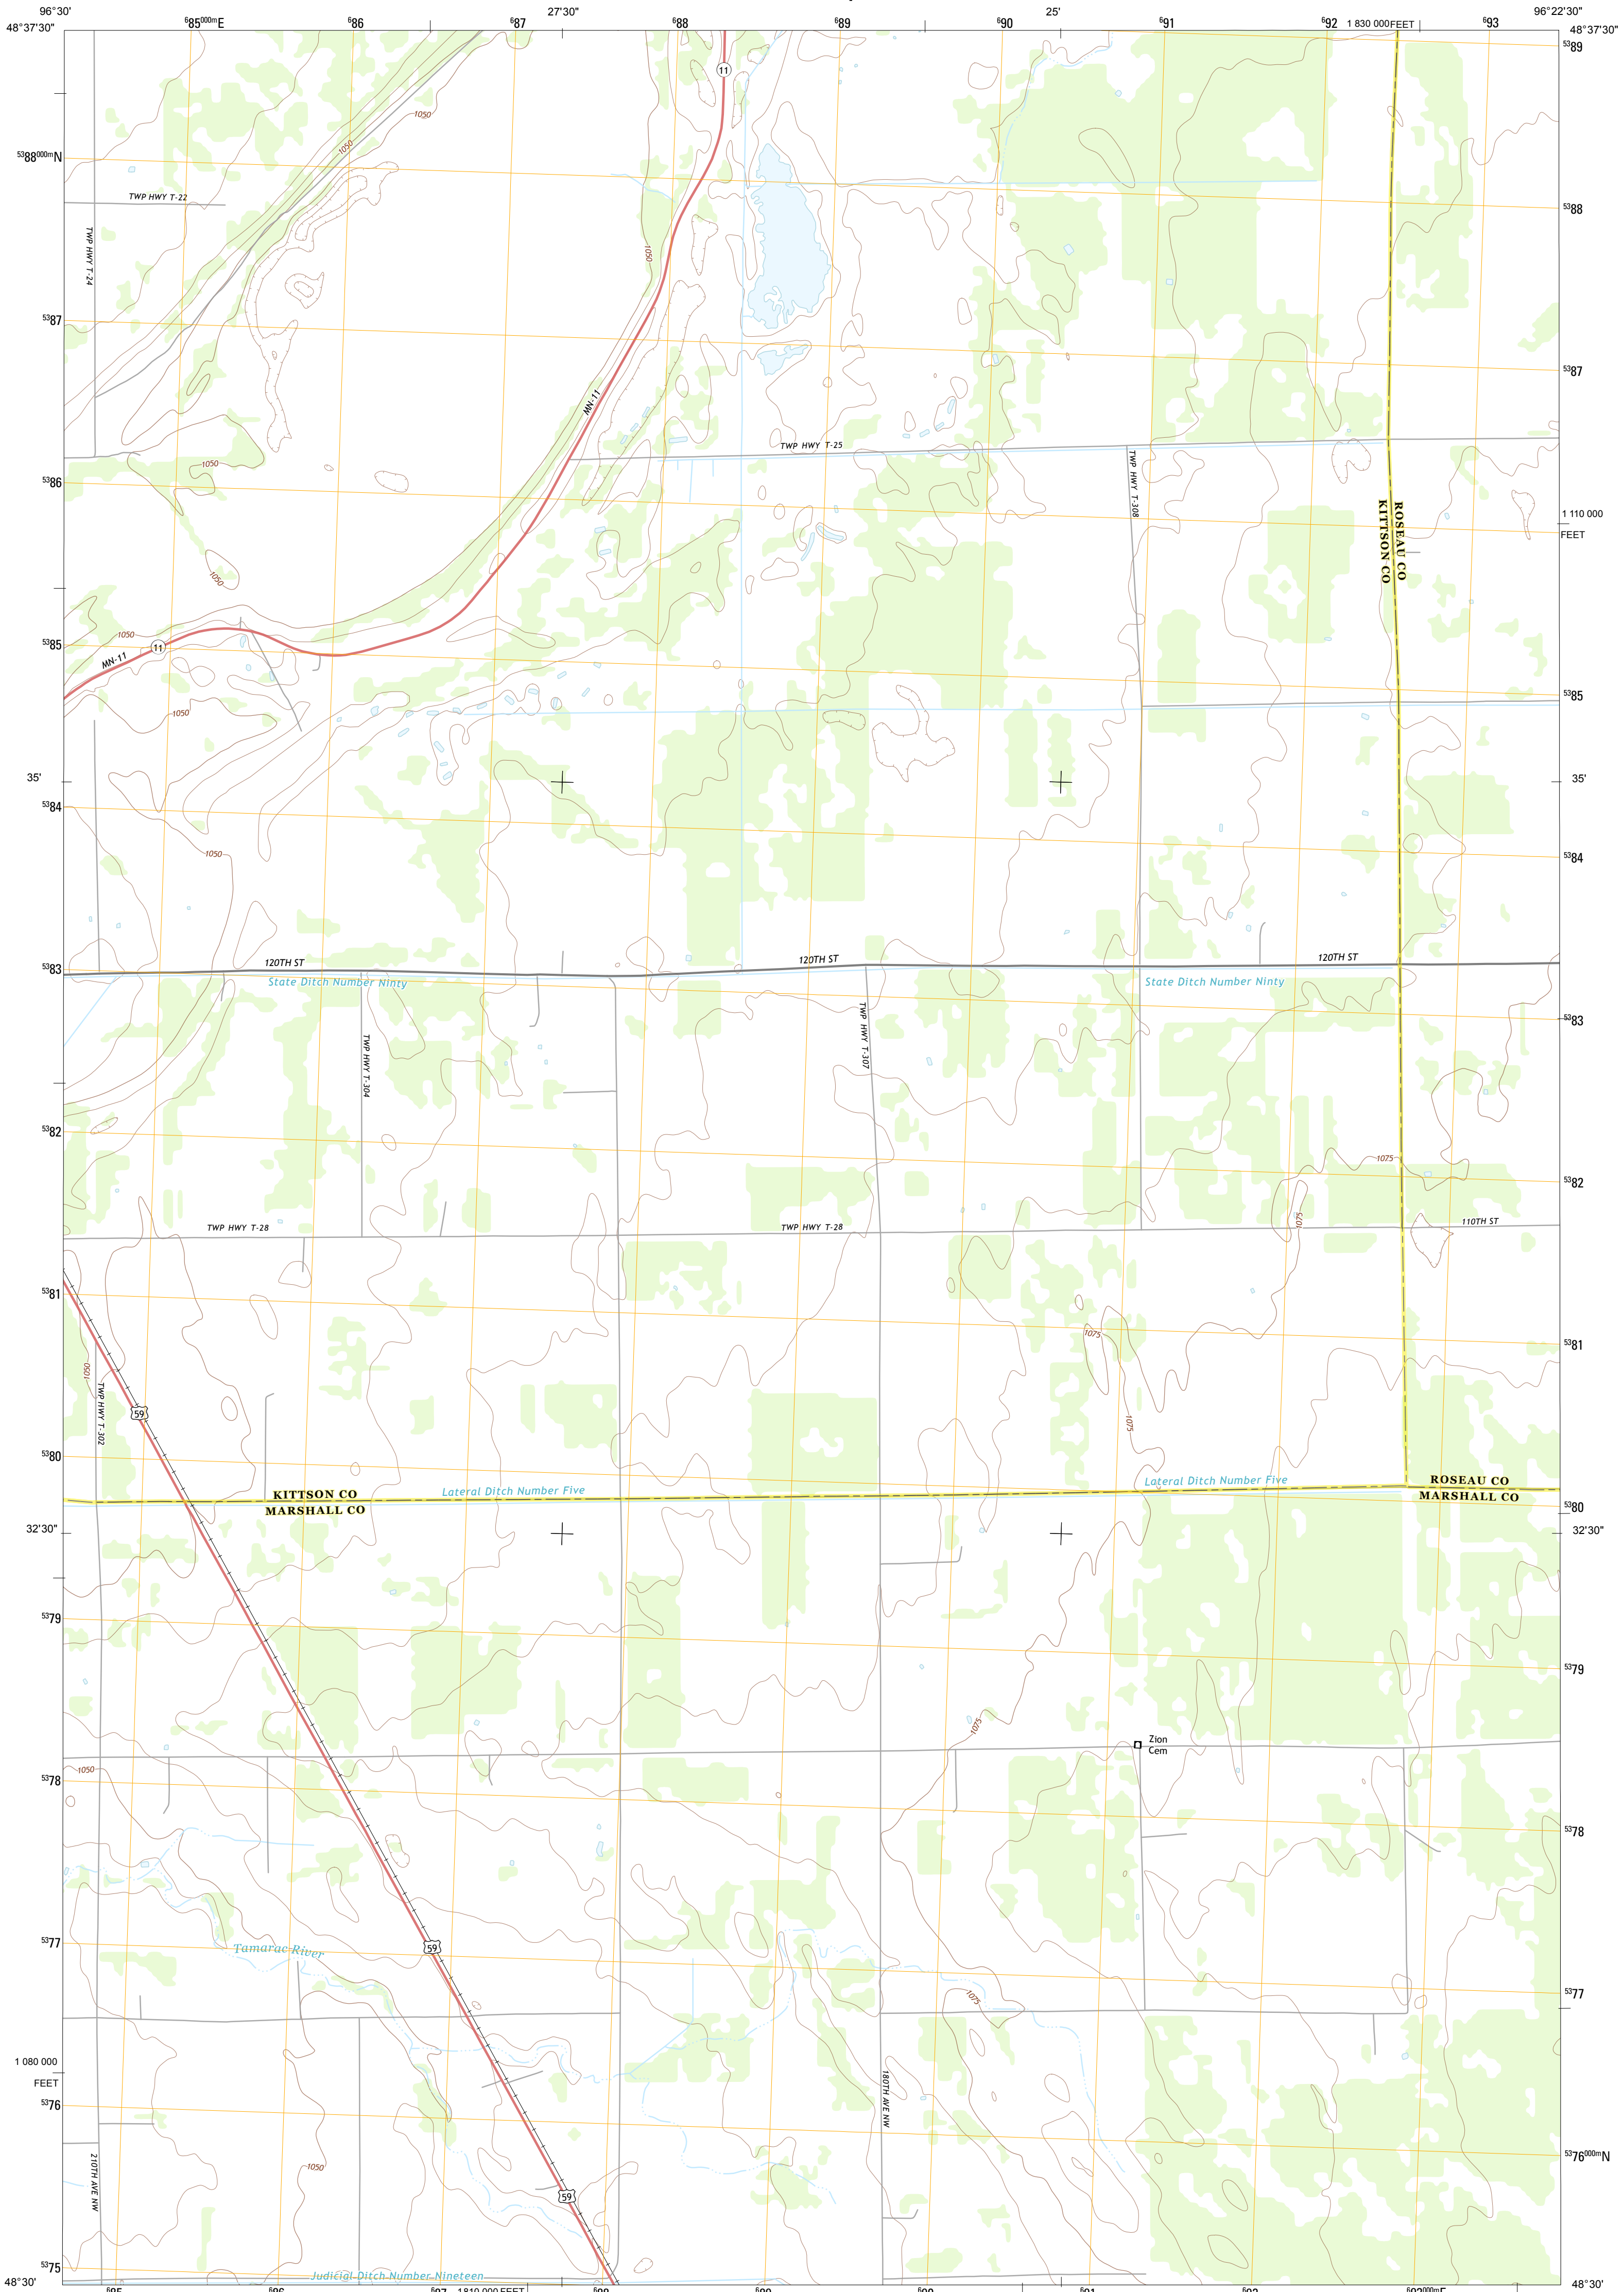 96°30' 27'30" 25' 96°22'30"
⁶85⁰⁰⁰ᵐE ⁶86 ⁶87 ⁶88 ⁶89 ⁶90 ⁶91 ⁶92 1 830 000 FEET ⁶93
48°37'30" 48°37'30"
⁵³89
11
1050
1050
⁵³88⁰⁰⁰ᵐN
TWP HWY T-22
⁵³88
TWP HWY T-24
1050
⁵³87
⁵³87
MN-11
TWP HWY T-25
1050
TWP HWY T-308
⁵³86
ROSEAU CO
KITTSON CO
1 110 000
FEET
1050
1050
11
⁵³85
MN-11
⁵³85
1050
35' 35'
⁵³84
1050
⁵³84
120TH ST 120TH ST 120TH ST
⁵³83
State Ditch Number Ninty State Ditch Number Ninty
⁵³83
TWP HWY T-304
TWP HWY T-307
⁵³82
1075
⁵³82
1075
TWP HWY T-28 TWP HWY T-28 110TH ST
⁵³81
1075
⁵³81
1050
TWP HWY T-302
59
1075
⁵³80
Lateral Ditch Number Five Lateral Ditch Number Five
KITTSON CO ROSEAU CO
MARSHALL CO MARSHALL CO
⁵³80
32'30" 32'30"
⁵³79
⁵³79
1075
Zion
Cem
1050
⁵³78
⁵³78
⁵³77
Tamarac River
59
1075
⁵³77
1 080 000
FEET
180TH AVE NW
⁵³76
⁵³76⁰⁰⁰ᵐN
210TH AVE NW
1050
59
⁵³75
Judicial Ditch Number Nineteen
48°30' 48°30'
1 810 000 FEET